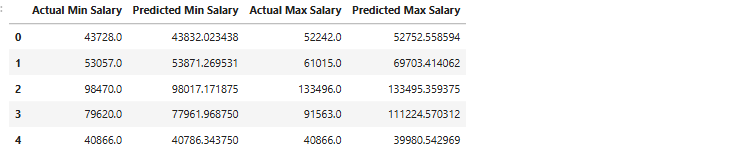 Actual Min Salary Predicted Min Salary Actual Max Salary Predicted Max Salary
0 43728.0 43832.023438 52242.0 52752.558594
1 53057.0 53871.269531 61015.0 69703.414062
2 98470.0 98017.171875 133496.0 133495.359375
3 79620.0 77961.968750 91563.0 111224.570312
4 40866.0 40786.343750 40866.0 39980.542969